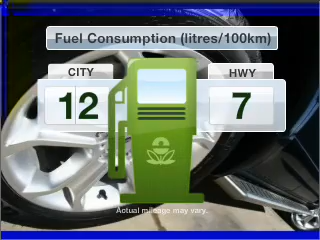 Fuel Consumption (litres/100km)
CITY HWY
12 7
Actual mileage may vary.